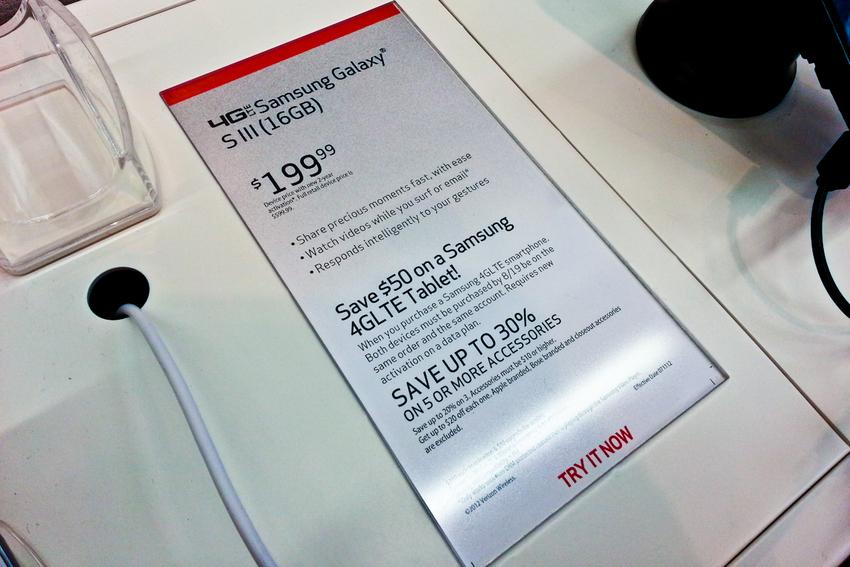 4G LTE Samsung Galaxy®
S III (16GB)
$199.99
Device price with new 2-year
activation*. Full retail device price is
$599.99.
• Share precious moments fast, with ease
• Watch videos while you surf or email*
• Responds intelligently to your gestures
Save $50 on a Samsung
4GLTE Tablet!
When you purchase a Samsung 4GLTE smartphone.
Both devices must be purchased by 8/19 be on the
same order and the same account. Requires new
activation on a data plan.
SAVE UP TO 30%
ON 5 OR MORE ACCESSORIES
Save up to 20% on 3. Accessories must be $10 or higher.
Get up to $20 off each one. Apple branded, Bose branded and closeout accessories
are excluded.
Effective Date 071112
©2012 Verizon Wireless.
TRY IT NOW